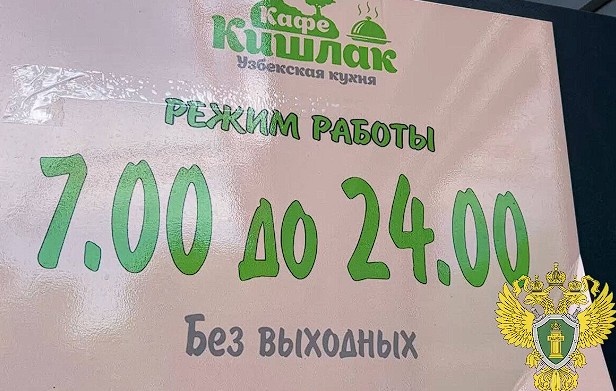 Кафе
Кишлак
Узбекская кухня
РЕЖИМ РАБОТЫ
7.00 до 24.00
Без выходных